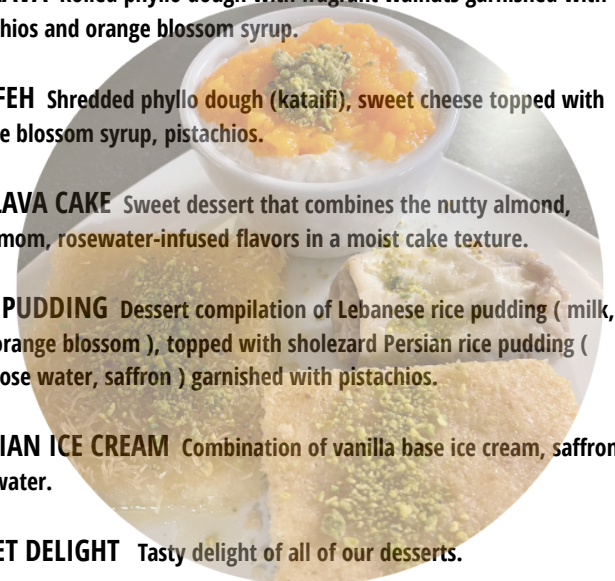 AVA Rolled phyllo dough with fragrant walnuts garnished with
chios and orange blossom syrup.
FEH Shredded phyllo dough (kataifi), sweet cheese topped with
e blossom syrup, pistachios.
LAVA CAKE Sweet dessert that combines the nutty almond,
mom, rosewater-infused flavors in a moist cake texture.
PUDDING Dessert compilation of Lebanese rice pudding ( milk,
orange blossom ), topped with sholezard Persian rice pudding (
ose water, saffron ) garnished with pistachios.
IAN ICE CREAM Combination of vanilla base ice cream, saffron
water.
ET DELIGHT Tasty delight of all of our desserts.